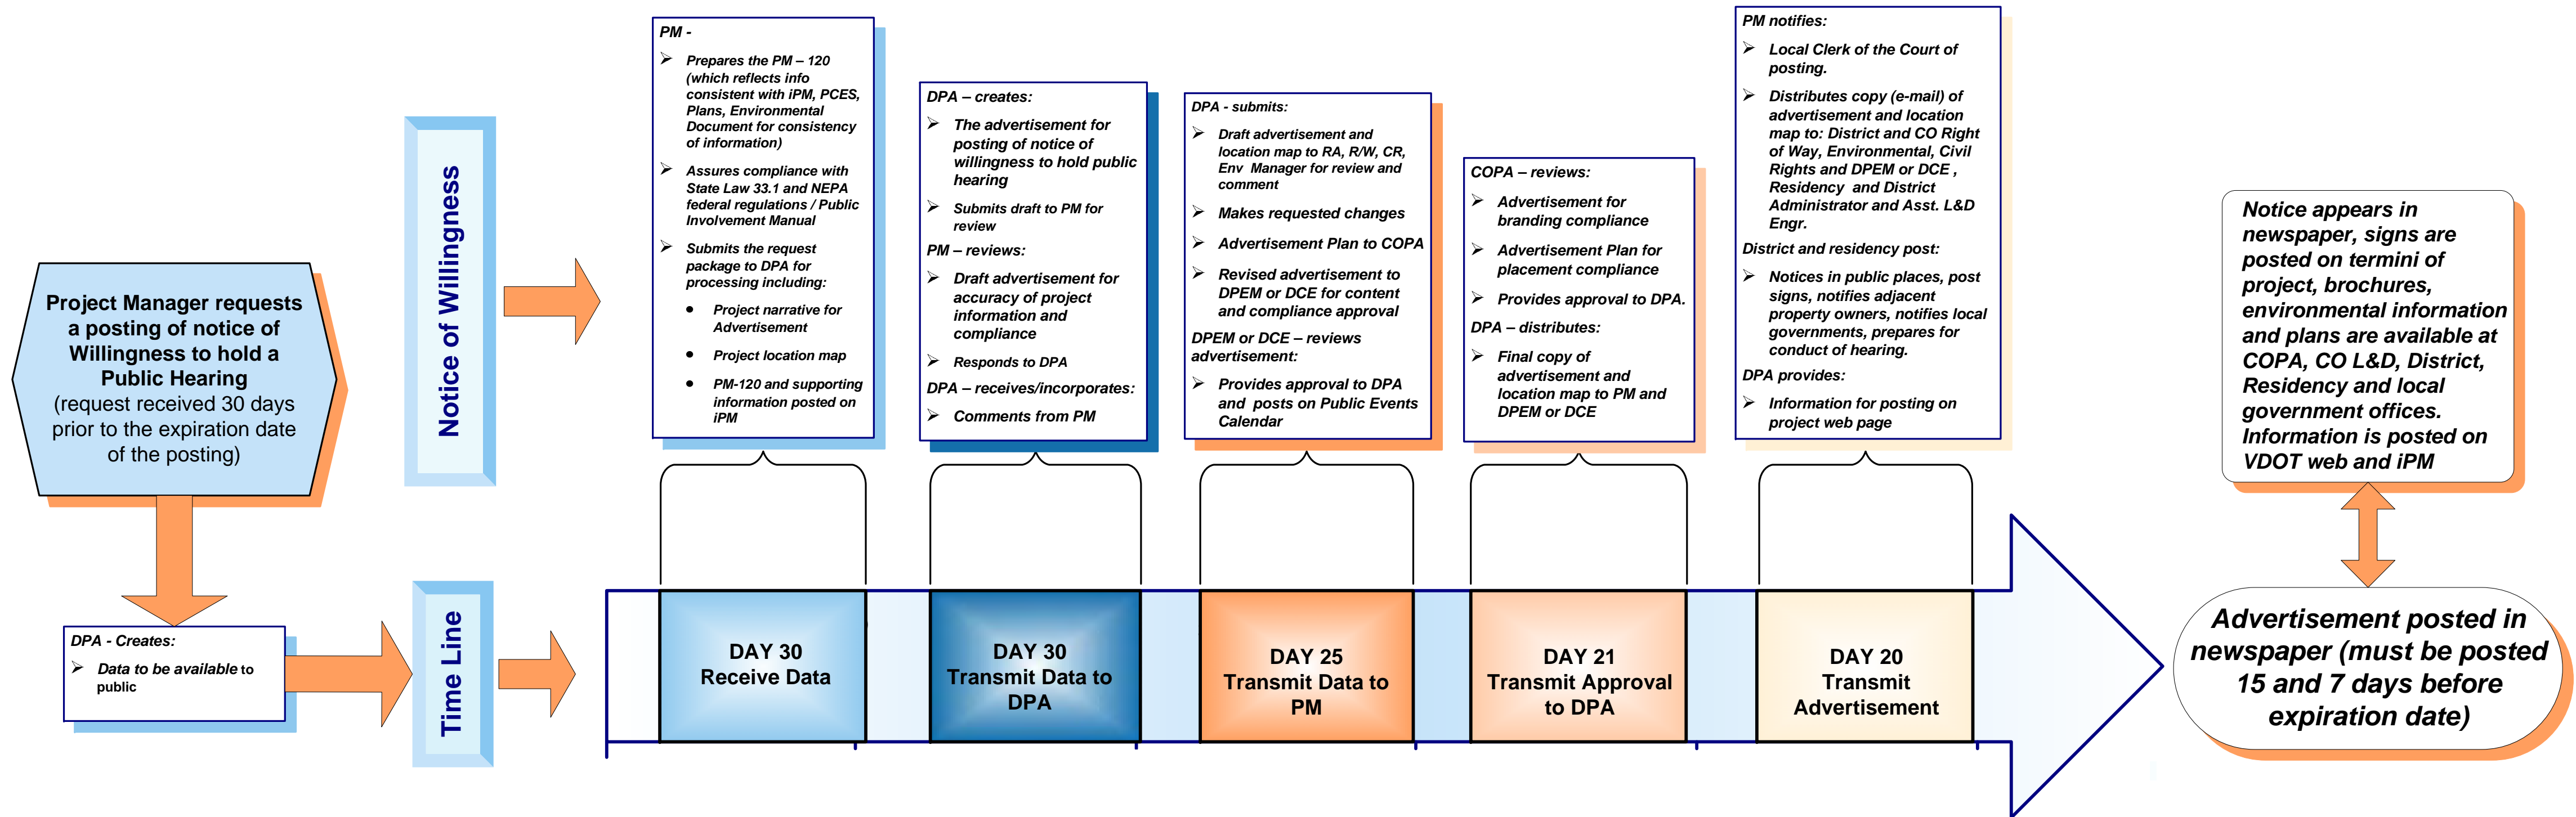 Project Manager requests
a posting of notice of
Willingness to hold a
Public Hearing
(request received 30 days
prior to the expiration date
of the posting)
DPA - Creates:
➢ Data to be available to
public
Notice of Willingness
Time Line
PM -
➢ Prepares the PM – 120
(which reflects info
consistent with iPM, PCES,
Plans, Environmental
Document for consistency
of information)
➢ Assures compliance with
State Law 33.1 and NEPA
federal regulations / Public
Involvement Manual
➢ Submits the request
package to DPA for
processing including:
• Project narrative for
Advertisement
• Project location map
• PM-120 and supporting
information posted on
iPM
DPA – creates:
➢ The advertisement for
posting of notice of
willingness to hold public
hearing
➢ Submits draft to PM for
review
PM – reviews:
➢ Draft advertisement for
accuracy of project
information and
compliance
➢ Responds to DPA
DPA – receives/incorporates:
➢ Comments from PM
DPA - submits:
➢ Draft advertisement and
location map to RA, R/W, CR,
Env Manager for review and
comment
➢ Makes requested changes
➢ Advertisement Plan to COPA
➢ Revised advertisement to
DPEM or DCE for content
and compliance approval
DPEM or DCE – reviews
advertisement:
➢ Provides approval to DPA
and posts on Public Events
Calendar
COPA – reviews:
➢ Advertisement for
branding compliance
➢ Advertisement Plan for
placement compliance
➢ Provides approval to DPA.
DPA – distributes:
➢ Final copy of
advertisement and
location map to PM and
DPEM or DCE
PM notifies:
➢ Local Clerk of the Court of
posting.
➢ Distributes copy (e-mail) of
advertisement and location
map to: District and CO Right
of Way, Environmental, Civil
Rights and DPEM or DCE ,
Residency and District
Administrator and Asst. L&D
Engr.
District and residency post:
➢ Notices in public places, post
signs, notifies adjacent
property owners, notifies local
governments, prepares for
conduct of hearing.
DPA provides:
➢ Information for posting on
project web page
DAY 30
Receive Data
DAY 30
Transmit Data to
DPA
DAY 25
Transmit Data to
PM
DAY 21
Transmit Approval
to DPA
DAY 20
Transmit
Advertisement
Notice appears in
newspaper, signs are
posted on termini of
project, brochures,
environmental information
and plans are available at
COPA, CO L&D, District,
Residency and local
government offices.
Information is posted on
VDOT web and iPM
Advertisement posted in
newspaper (must be posted
15 and 7 days before
expiration date)